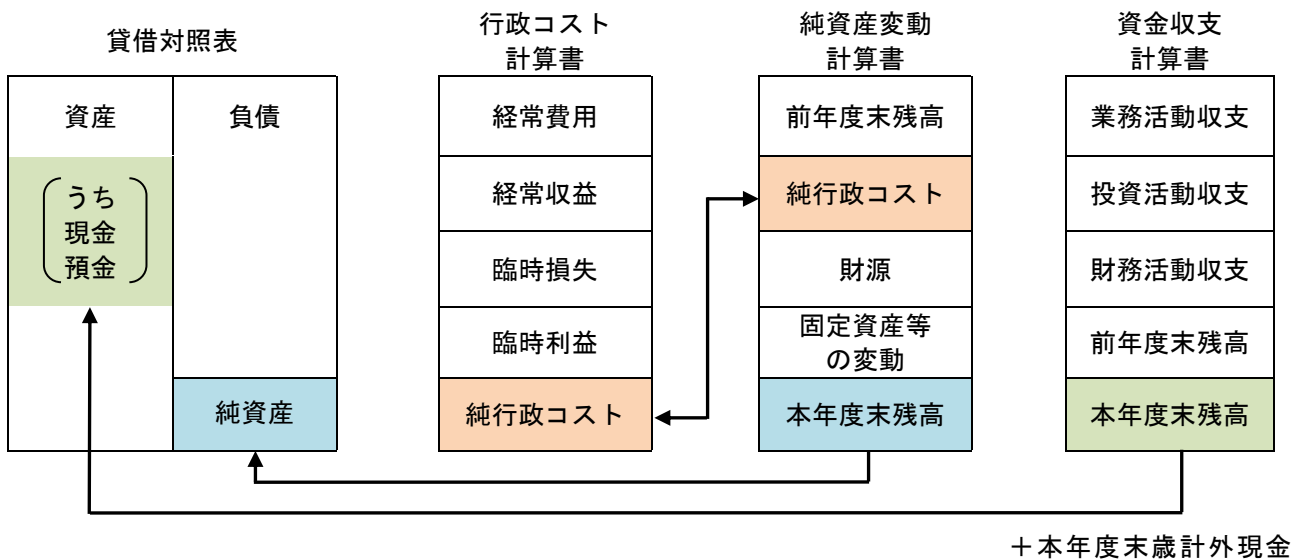 貸借対照表
資産
負債
うち
現金
預金
純資産
行政コスト
計算書
経常費用
経常収益
臨時損失
臨時利益
純行政コスト
純資産変動
計算書
前年度末残高
純行政コスト
財源
固定資産等
の変動
本年度末残高
資金収支
計算書
業務活動収支
投資活動収支
財務活動収支
前年度末残高
本年度末残高
＋本年度末歳計外現金